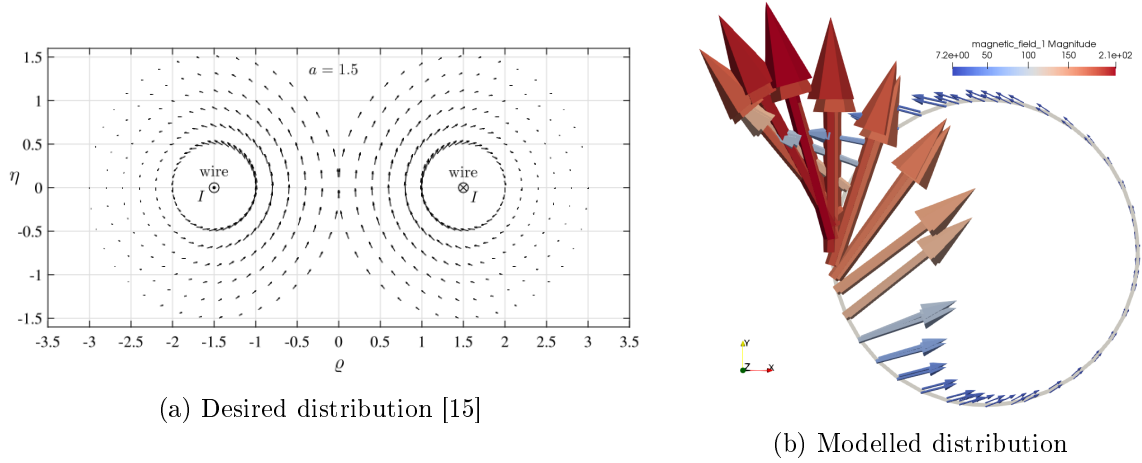 1.5
1
0.5
0
-0.5
-1
-1.5
η
a = 1.5
wire
I
wire
I
-3.5 -3 -2.5 -2 -1.5 -1 -0.5 0 0.5 1 1.5 2 2.5 3 3.5
ϱ
(a) Desired distribution [15]
magnetic_field_1 Magnitude
7.2e+00 50 100 150 2.1e+02
Y
Z X
(b) Modelled distribution